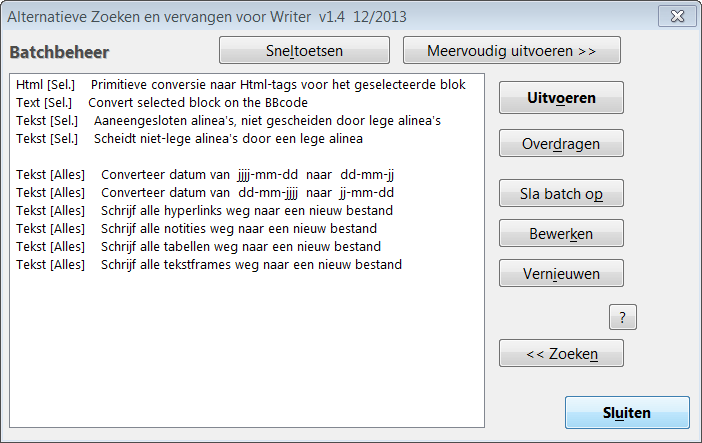 Alternatieve Zoeken en vervangen voor Writer  v1.4  12/2013
Batchbeheer
Sneltoetsen
Meervoudig uitvoeren >>
Html [Sel.]    Primitieve conversie naar Html-tags voor het geselecteerde blok
Text [Sel.]    Convert selected block on the BBcode
Tekst [Sel.]    Aaneengesloten alinea's, niet gescheiden door lege alinea's
Tekst [Sel.]    Scheidt niet-lege alinea's door een lege alinea
Tekst [Alles]    Converteer datum van  jjjj-mm-dd  naar  dd-mm-jj
Tekst [Alles]    Converteer datum van  dd-mm-jjjj  naar  jj-mm-dd
Tekst [Alles]    Schrijf alle hyperlinks weg naar een nieuw bestand
Tekst [Alles]    Schrijf alle notities weg naar een nieuw bestand
Tekst [Alles]    Schrijf alle tabellen weg naar een nieuw bestand
Tekst [Alles]    Schrijf alle tekstframes weg naar een nieuw bestand
Uitvoeren
Overdragen
Sla batch op
Bewerken
Vernieuwen
?
<< Zoeken
Sluiten